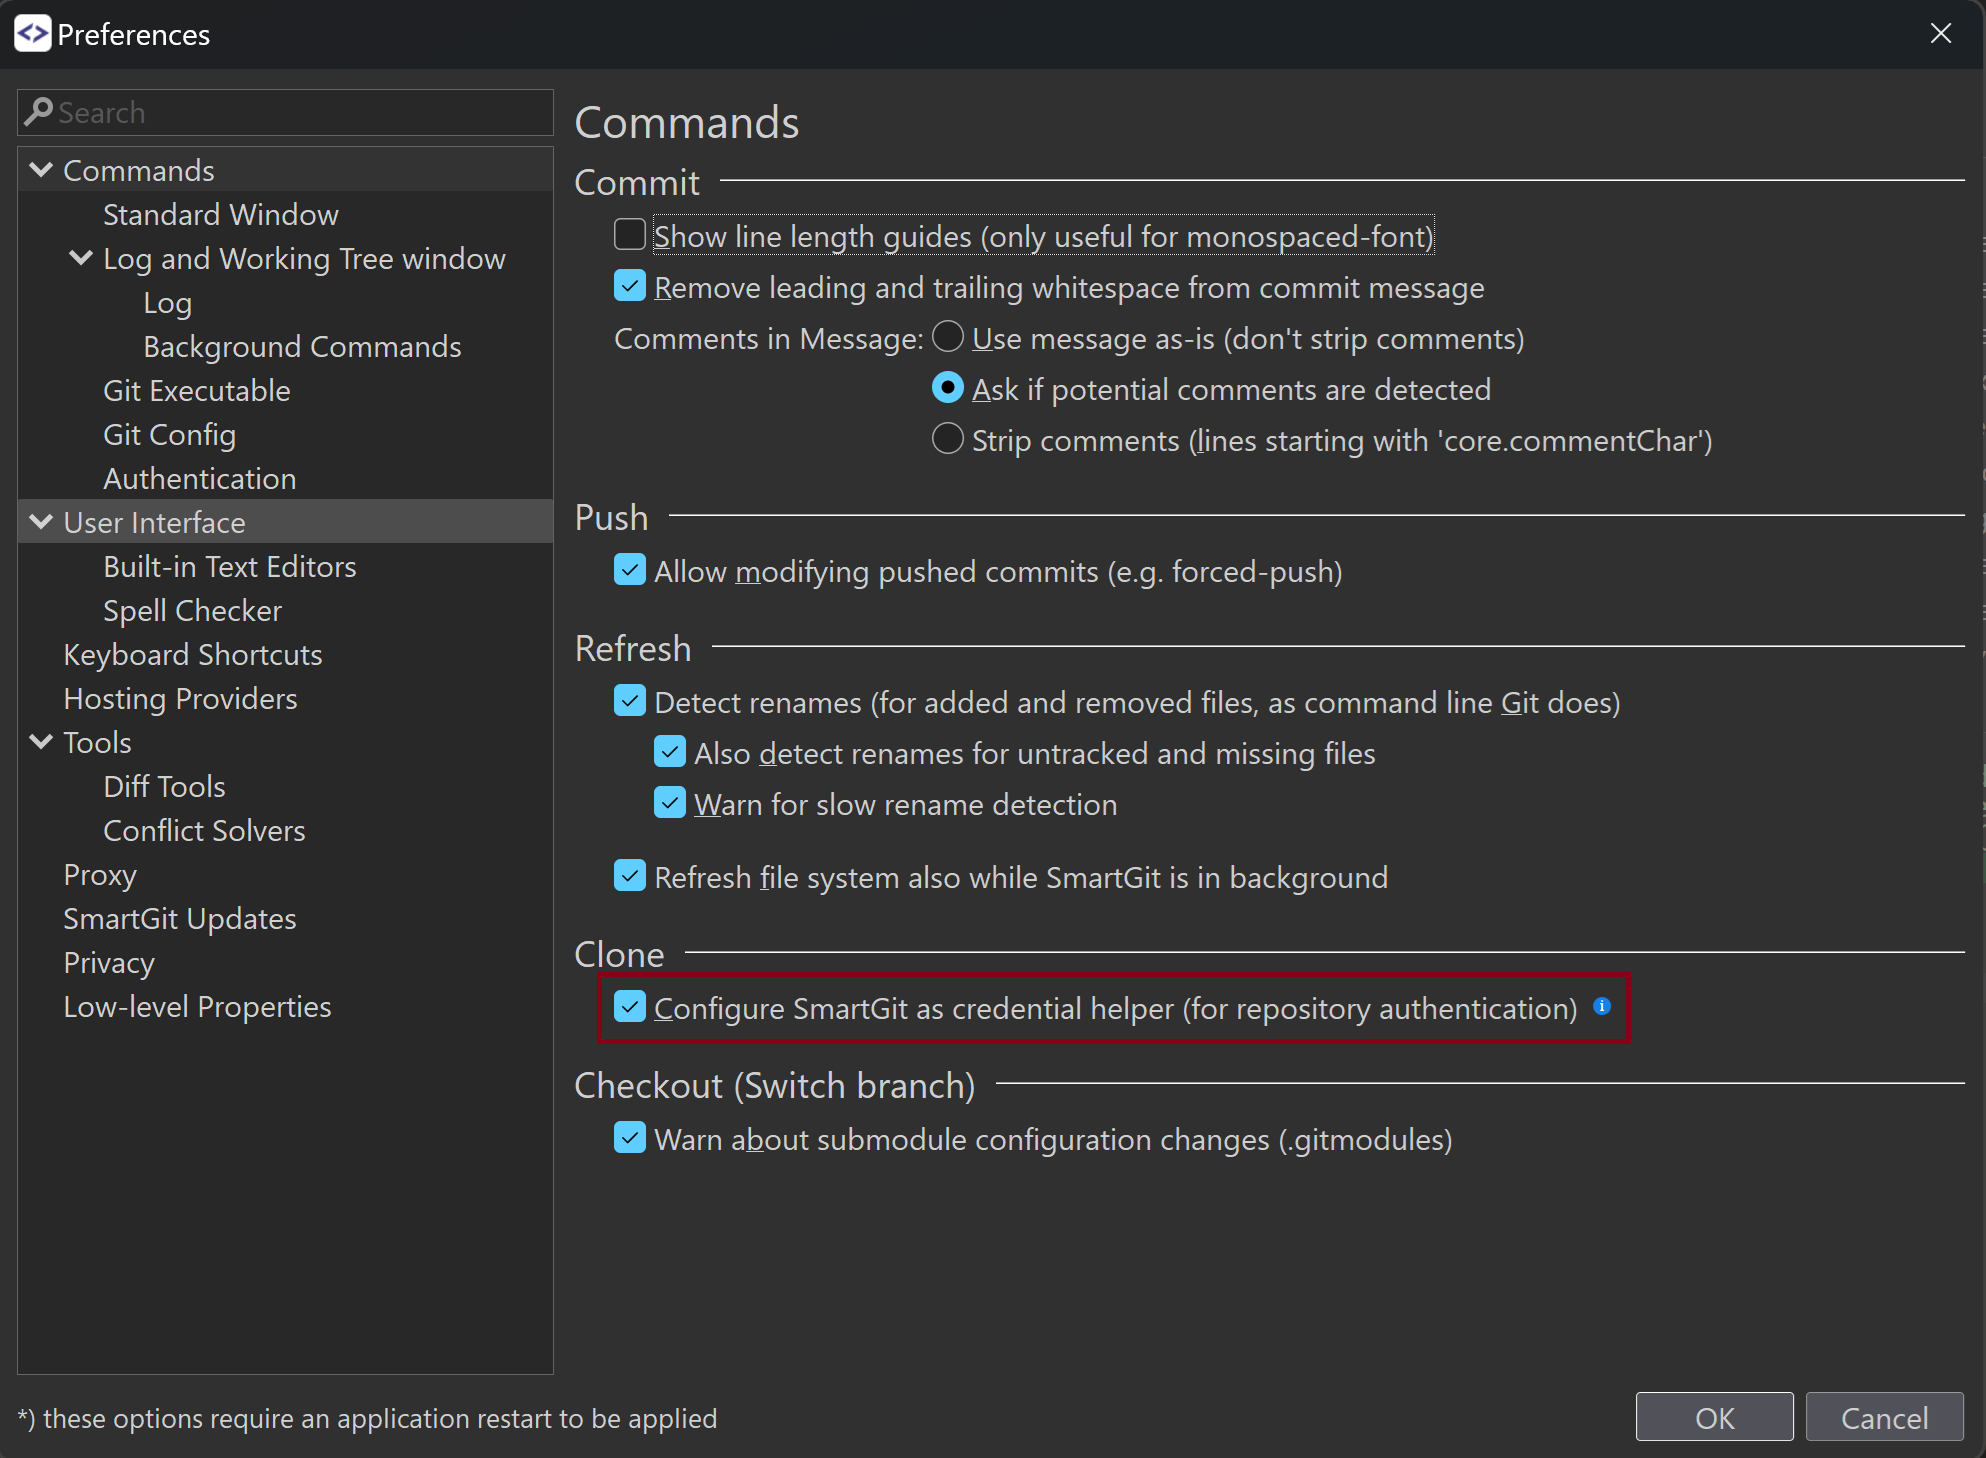 Preferences
Search
Commands
Standard Window
Log and Working Tree window
Log
Background Commands
Git Executable
Git Config
Authentication
User Interface
Built-in Text Editors
Spell Checker
Keyboard Shortcuts
Hosting Providers
Tools
Diff Tools
Conflict Solvers
Proxy
SmartGit Updates
Privacy
Low-level Properties
Commands
Commit
Show line length guides (only useful for monospaced-font)
Remove leading and trailing whitespace from commit message
Comments in Message: Use message as-is (don't strip comments)
Ask if potential comments are detected
Strip comments (lines starting with 'core.commentChar')
Push
Allow modifying pushed commits (e.g. forced-push)
Refresh
Detect renames (for added and removed files, as command line Git does)
Also detect renames for untracked and missing files
Warn for slow rename detection
Refresh file system also while SmartGit is in background
Clone
Configure SmartGit as credential helper (for repository authentication)
Checkout (Switch branch)
Warn about submodule configuration changes (.gitmodules)
*) these options require an application restart to be applied
OK
Cancel